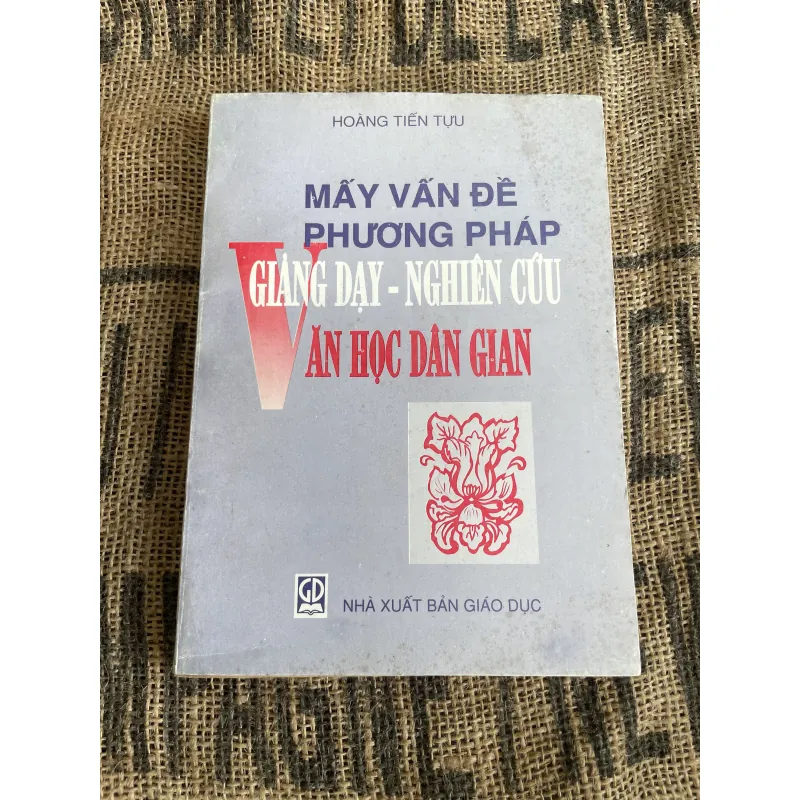 HOÀNG TIẾN TỰU
MẤY VẤN ĐỀ
PHƯƠNG PHÁP
GIẢNG DẠY - NGHIÊN CỨU
VĂN HỌC DÂN GIAN
GD
NHÀ XUẤT BẢN GIÁO DỤC